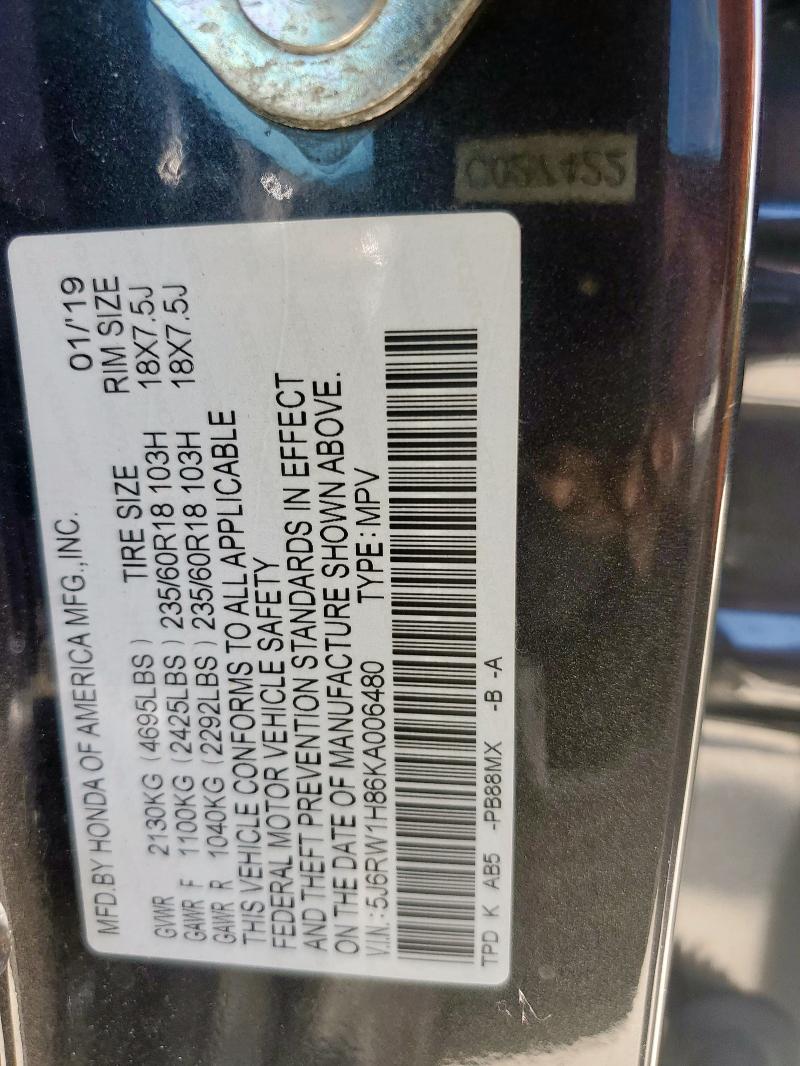 MFD.BY HONDA OF AMERICA MFG.,INC. 01/'19
TIRE SIZE RIM SIZE
GVWR 2130KG (4695LBS)
GAWR F 1100KG (2425LBS) 235/60R18 103H 18X7.5J
GAWR R 1040KG (2292LBS) 235/60R18 103H 18X7.5J
THIS VEHICLE CONFORMS TO ALL APPLICABLE
FEDERAL MOTOR VEHICLE SAFETY
AND THEFT PREVENTION STANDARDS IN EFFECT
ON THE DATE OF MANUFACTURE SHOWN ABOVE.
V.I.N.:5J6RW1H86KA006480 TYPE:MPV
TPD K AB5 -PB88MX -B -A